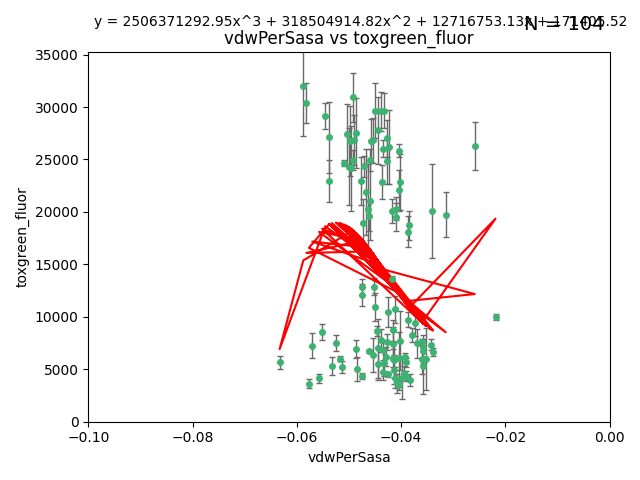 y = 2506371292.95x^3 + 318504914.82x^2 + 12716753.13x + 171405.52
N = 104
vdwPerSasa vs toxgreen_fluor
35000
30000
25000
20000
15000
10000
5000
0
toxgreen_fluor
−0.10 −0.08 −0.06 −0.04 −0.02 0.00
vdwPerSasa